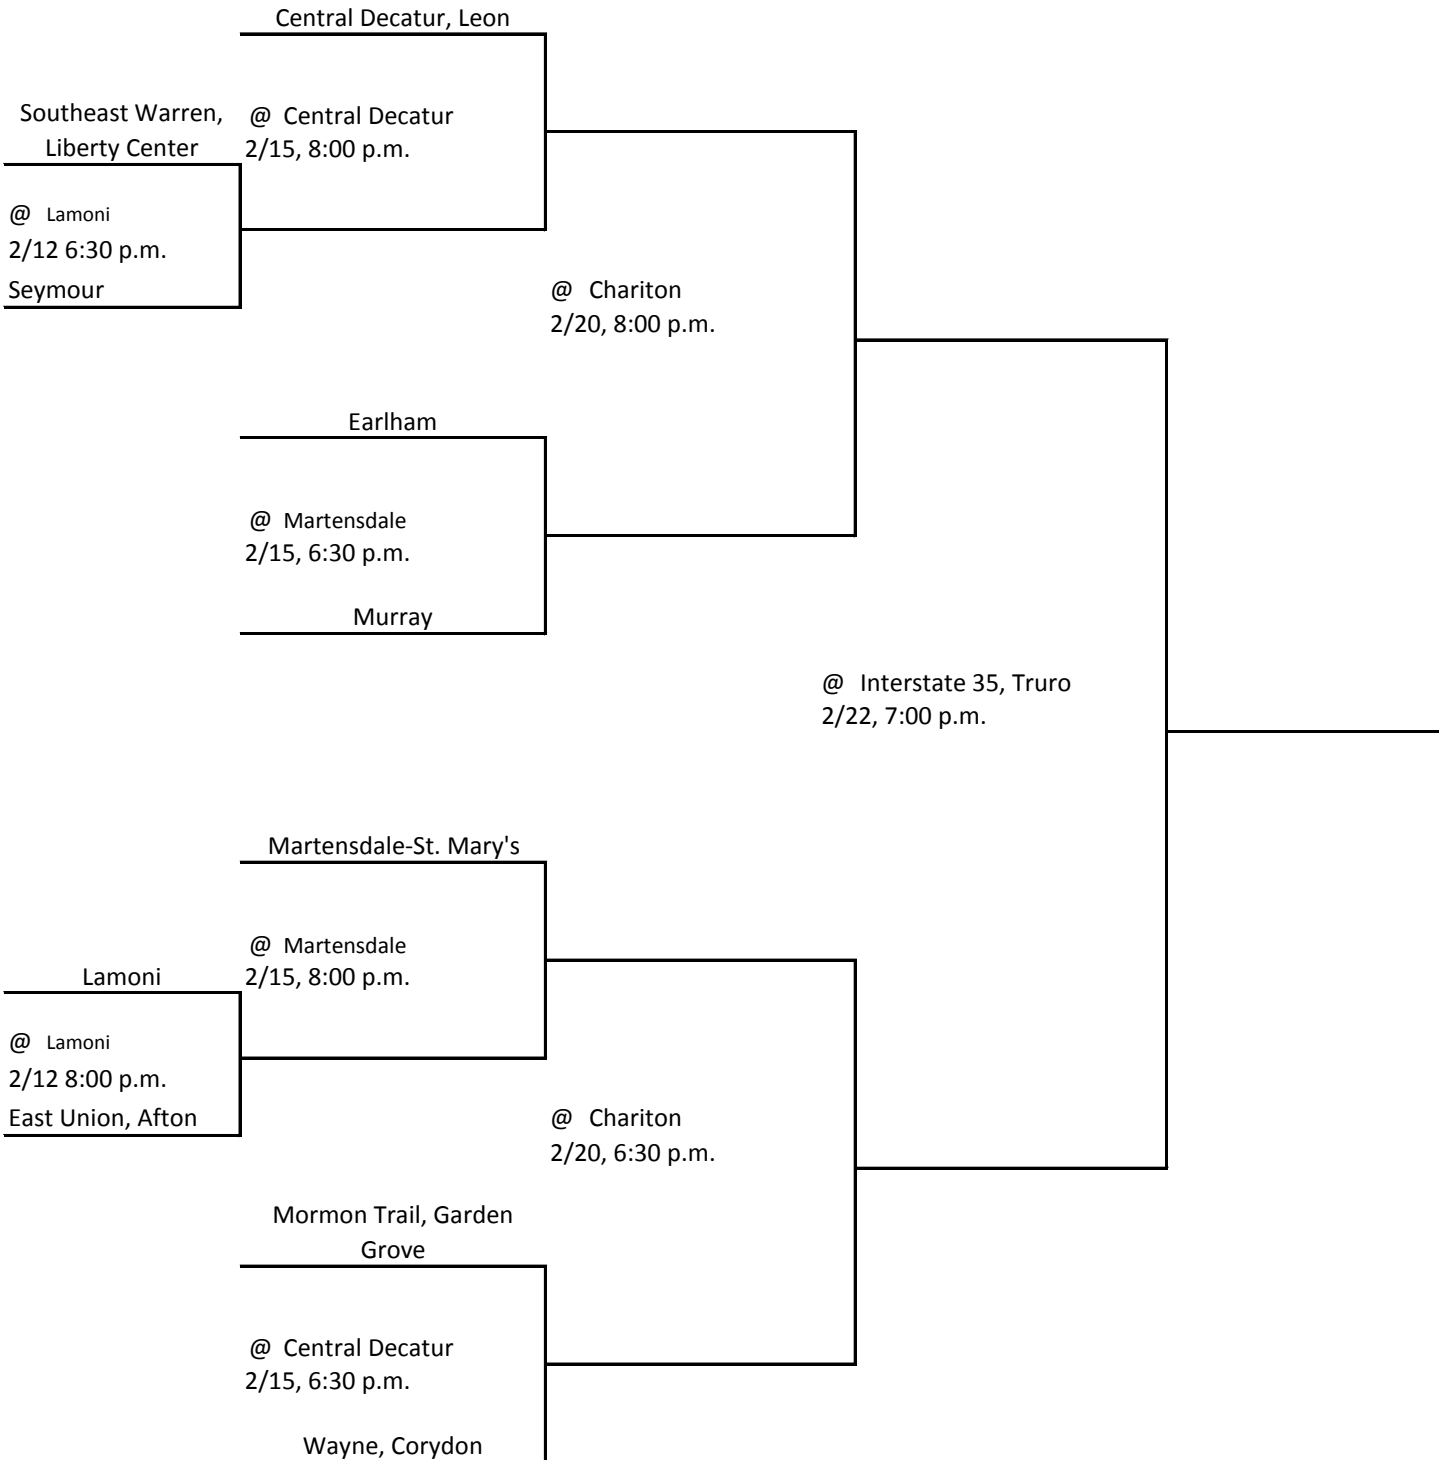 Central Decatur, Leon
Southeast Warren,
Liberty Center
@ Central Decatur
2/15, 8:00 p.m.
@ Lamoni
2/12 6:30 p.m.
Seymour
@ Chariton
2/20, 8:00 p.m.
Earlham
@ Martensdale
2/15, 6:30 p.m.
Murray
@ Interstate 35, Truro
2/22, 7:00 p.m.
Martensdale-St. Mary's
@ Martensdale
2/15, 8:00 p.m.
Lamoni
@ Lamoni
2/12 8:00 p.m.
East Union, Afton
@ Chariton
2/20, 6:30 p.m.
Mormon Trail, Garden
Grove
@ Central Decatur
2/15, 6:30 p.m.
Wayne, Corydon